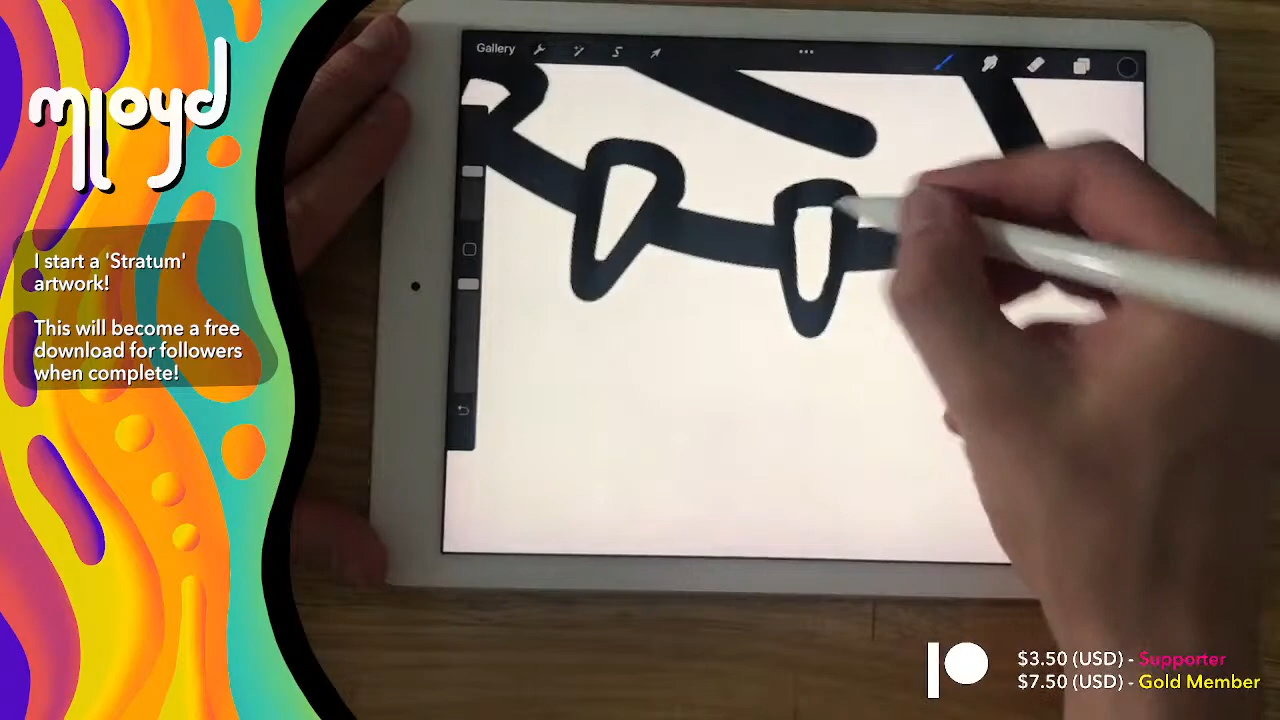 mlloyd
I start a 'Stratum'
artwork!
This will become a free
download for followers
when complete!
Gallery
$3.50 (USD) - Supporter
$7.50 (USD) - Gold Member